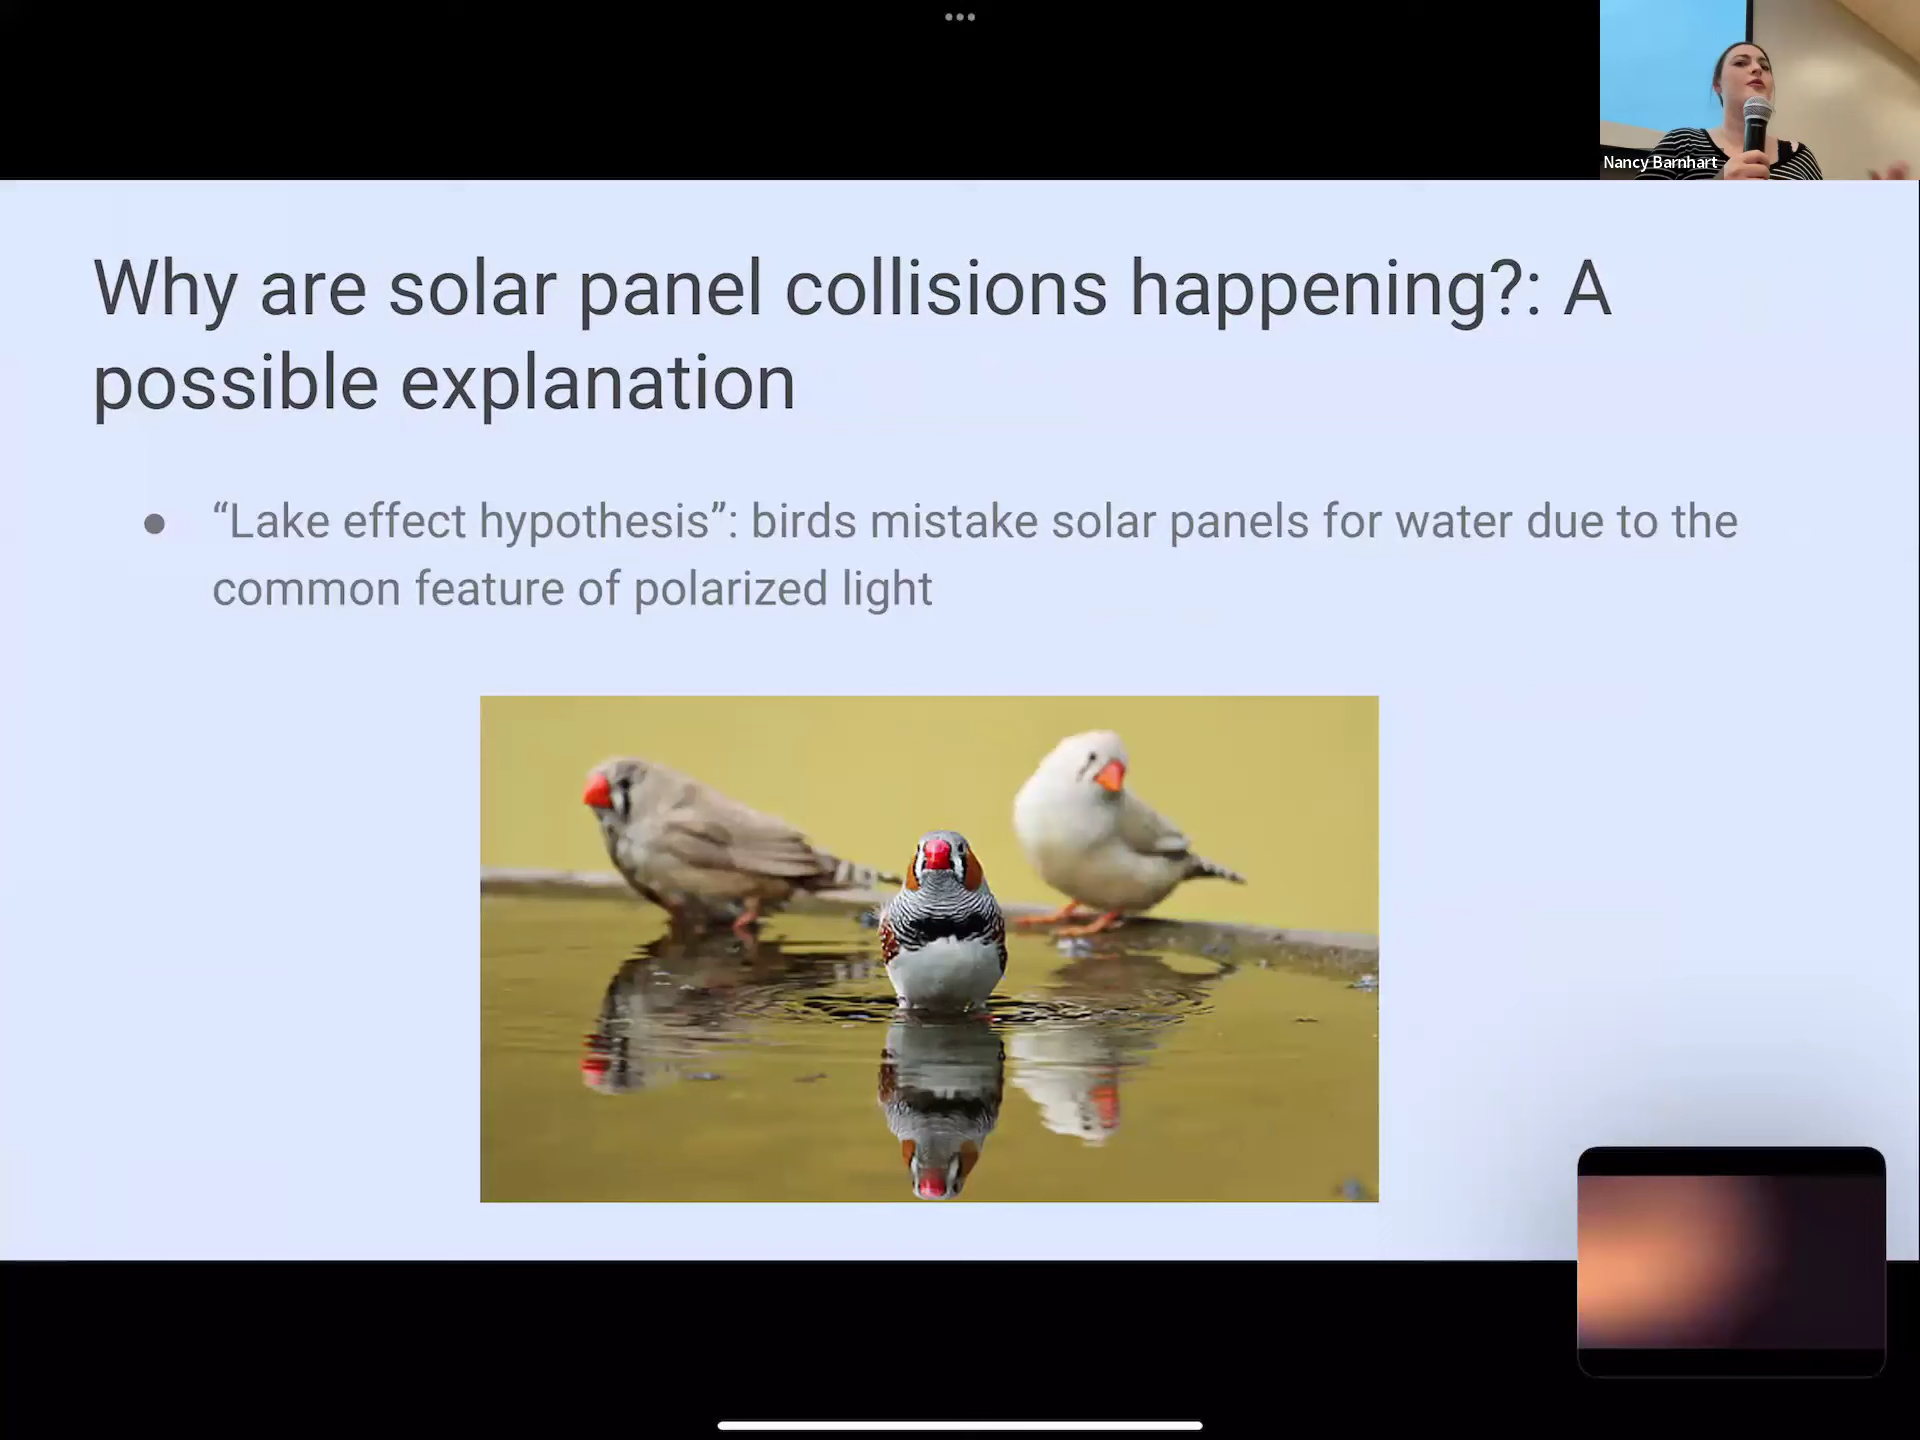 Nancy Barnhart
Why are solar panel collisions happening?: A
possible explanation
● “Lake effect hypothesis”: birds mistake solar panels for water due to the
common feature of polarized light